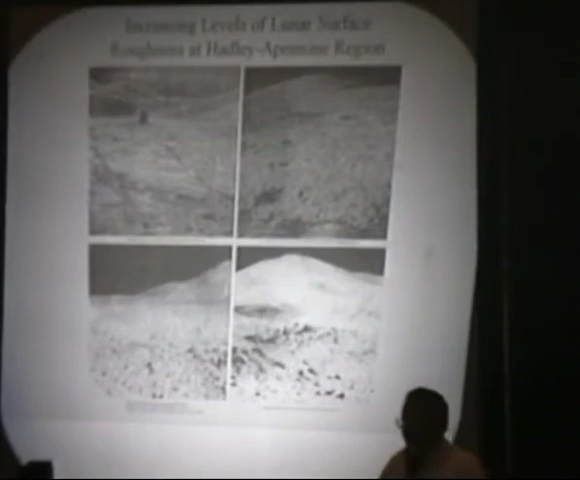 Increasing Levels of Lunar Surface
Roughness at Hadley-Apennine Region